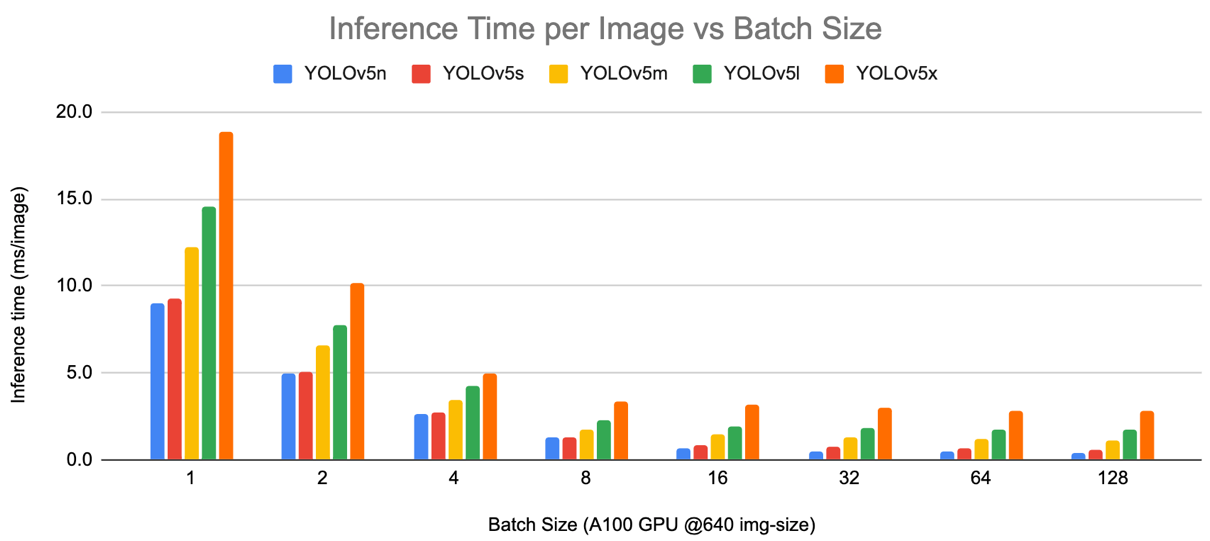 Inference Time per Image vs Batch Size
YOLOv5n YOLOv5s YOLOv5m YOLOv5l YOLOv5x
Inference time (ms/image)
20.0
15.0
10.0
5.0
0.0
1 2 4 8 16 32 64 128
Batch Size (A100 GPU @640 img-size)